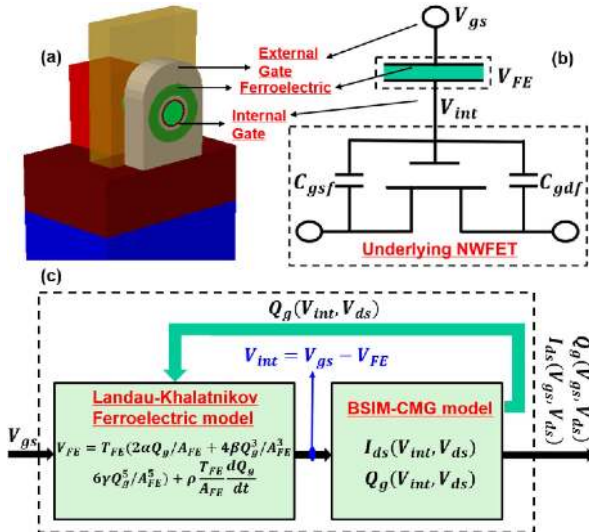 (a)
External
Gate
Ferroelectric
Internal
Gate
V_gs
(b)
V_FE
V_int
C_gsf
C_gdf
Underlying NWFET
(c)
Q_g(V_int, V_ds)
V_int = V_gs − V_FE
Landau-Khalatnikov
Ferroelectric model
V_FE = T_FE(2αQ_g/A_FE + 4βQ_g^3/A_FE^3
6γQ_g^5/A_FE^5) + ρ T_FE/A_FE dQ_g/dt
BSIM-CMG model
I_ds(V_int, V_ds)
Q_g(V_int, V_ds)
V_gs
Q_g(V_gs, V_ds)
I_ds(V_gs, V_ds)